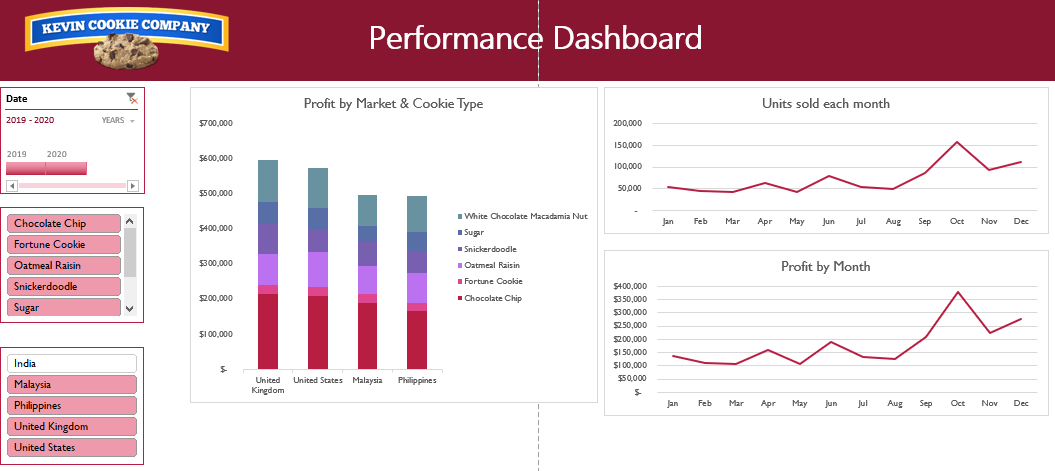 KEVIN COOKIE COMPANY
Performance Dashboard
Date
2019 - 2020
YEARS
2019 2020
Chocolate Chip
Fortune Cookie
Oatmeal Raisin
Snickerdoodle
Sugar
India
Malaysia
Philippines
United Kingdom
United States
Profit by Market & Cookie Type
$700,000
$600,000
$500,000
$400,000
$300,000
$200,000
$100,000
$-
United Kingdom
United States
Malaysia
Philippines
White Chocolate Macadamia Nut
Sugar
Snickerdoodle
Oatmeal Raisin
Fortune Cookie
Chocolate Chip
Units sold each month
200,000
150,000
100,000
50,000
-
Jan Feb Mar Apr May Jun Jul Aug Sep Oct Nov Dec
Profit by Month
$400,000
$350,000
$300,000
$250,000
$200,000
$150,000
$100,000
$50,000
$-
Jan Feb Mar Apr May Jun Jul Aug Sep Oct Nov Dec